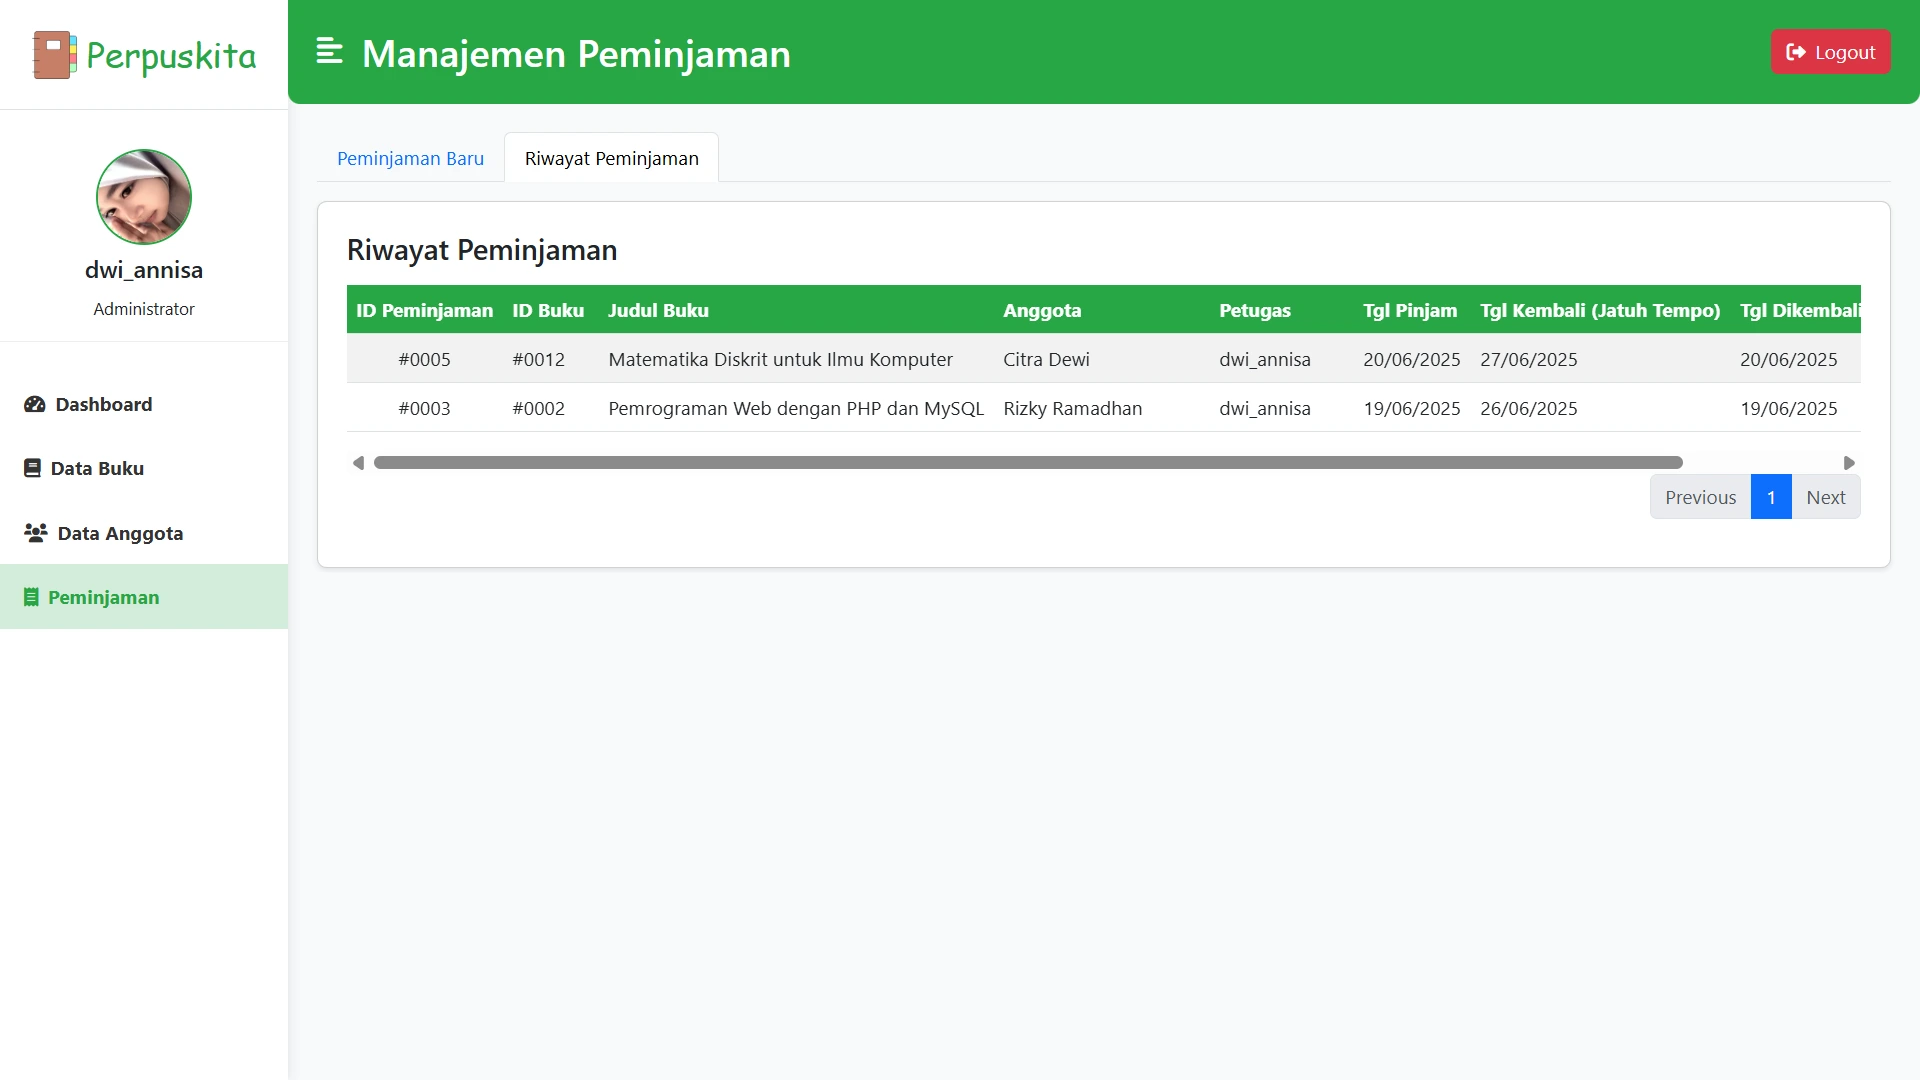 Perpuskita
Manajemen Peminjaman
Logout
dwi_annisa
Administrator
Dashboard
Data Buku
Data Anggota
Peminjaman
Peminjaman Baru
Riwayat Peminjaman
Riwayat Peminjaman
ID Peminjaman ID Buku Judul Buku Anggota Petugas Tgl Pinjam Tgl Kembali (Jatuh Tempo) Tgl Dikembali
#0005 #0012 Matematika Diskrit untuk Ilmu Komputer Citra Dewi dwi_annisa 20/06/2025 27/06/2025 20/06/2025
#0003 #0002 Pemrograman Web dengan PHP dan MySQL Rizky Ramadhan dwi_annisa 19/06/2025 26/06/2025 19/06/2025
Previous 1 Next